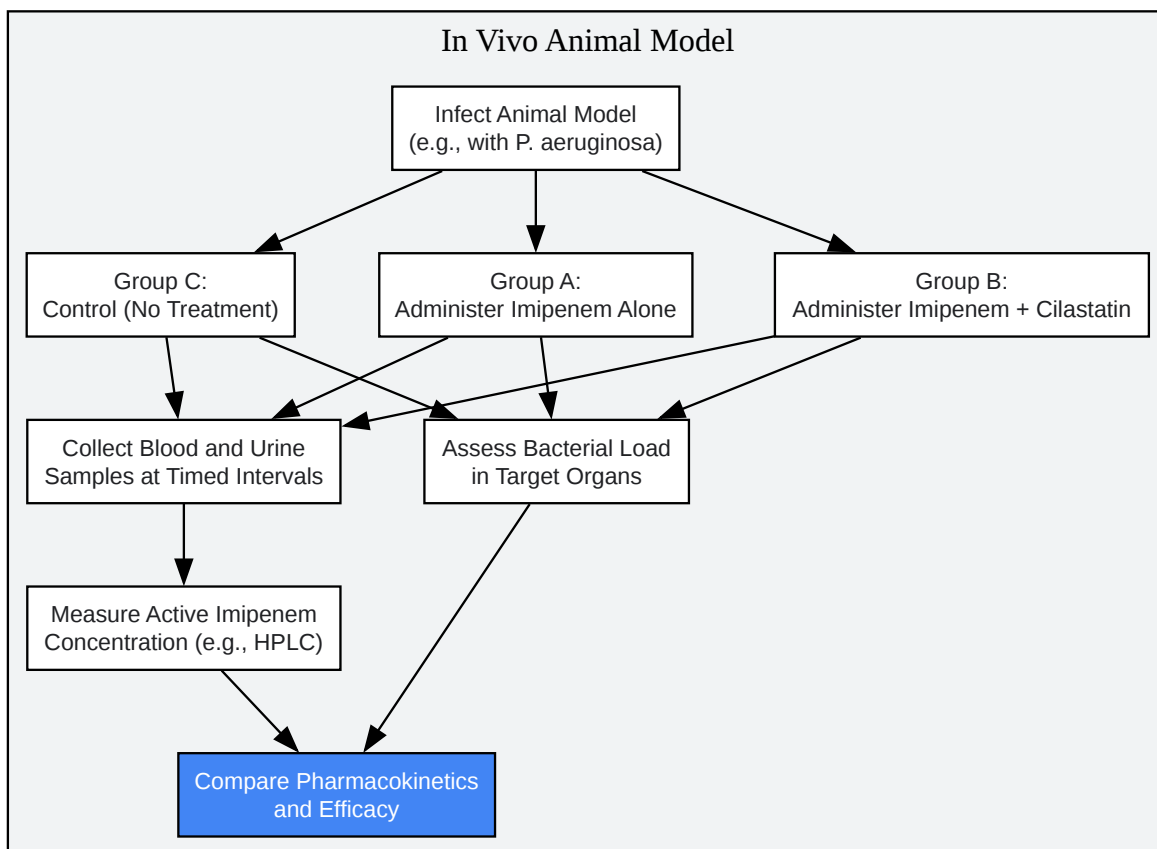 In Vivo Animal Model
Infect Animal Model
(e.g., with P. aeruginosa)
Group C:
Control (No Treatment)
Group A:
Administer Imipenem Alone
Group B:
Administer Imipenem + Cilastatin
Collect Blood and Urine
Samples at Timed Intervals
Assess Bacterial Load
in Target Organs
Measure Active Imipenem
Concentration (e.g., HPLC)
Compare Pharmacokinetics
and Efficacy